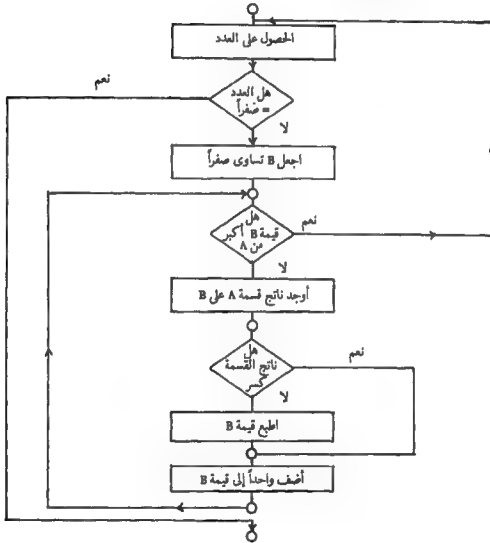 الحصول على العدد
نعم
هل العدد
= صفراً
لا
اجعل B تساوى صفراً
هل
قيمة B أكبر
من A
نعم
لا
أوجد ناتج قسمة A على B
هل
ناتج القسمة
كسر
نعم
لا
اطبع قيمة B
أضف واحداً إلى قيمة B